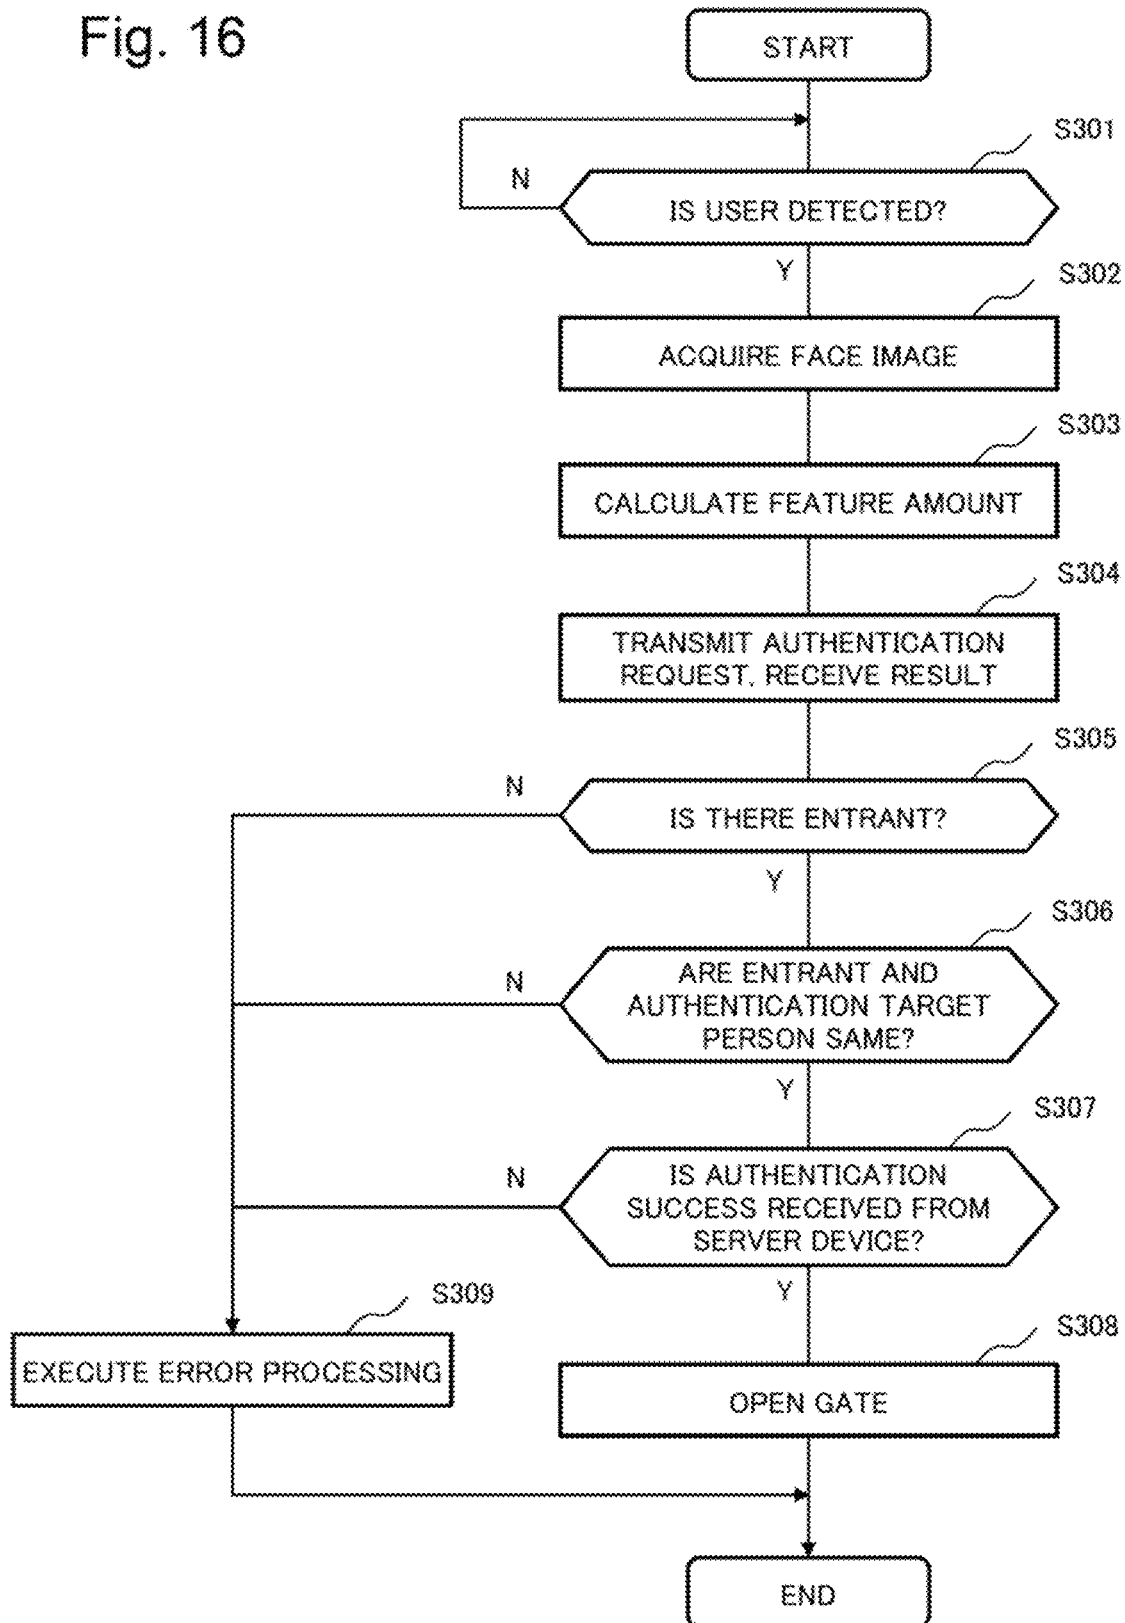 Fig. 16
START
S301
N
IS USER DETECTED?
Y
S302
ACQUIRE FACE IMAGE
S303
CALCULATE FEATURE AMOUNT
S304
TRANSMIT AUTHENTICATION
REQUEST, RECEIVE RESULT
S305
N
IS THERE ENTRANT?
Y
S306
N
ARE ENTRANT AND
AUTHENTICATION TARGET
PERSON SAME?
Y
S307
N
IS AUTHENTICATION
SUCCESS RECEIVED FROM
SERVER DEVICE?
Y
S309
EXECUTE ERROR PROCESSING
S308
OPEN GATE
END